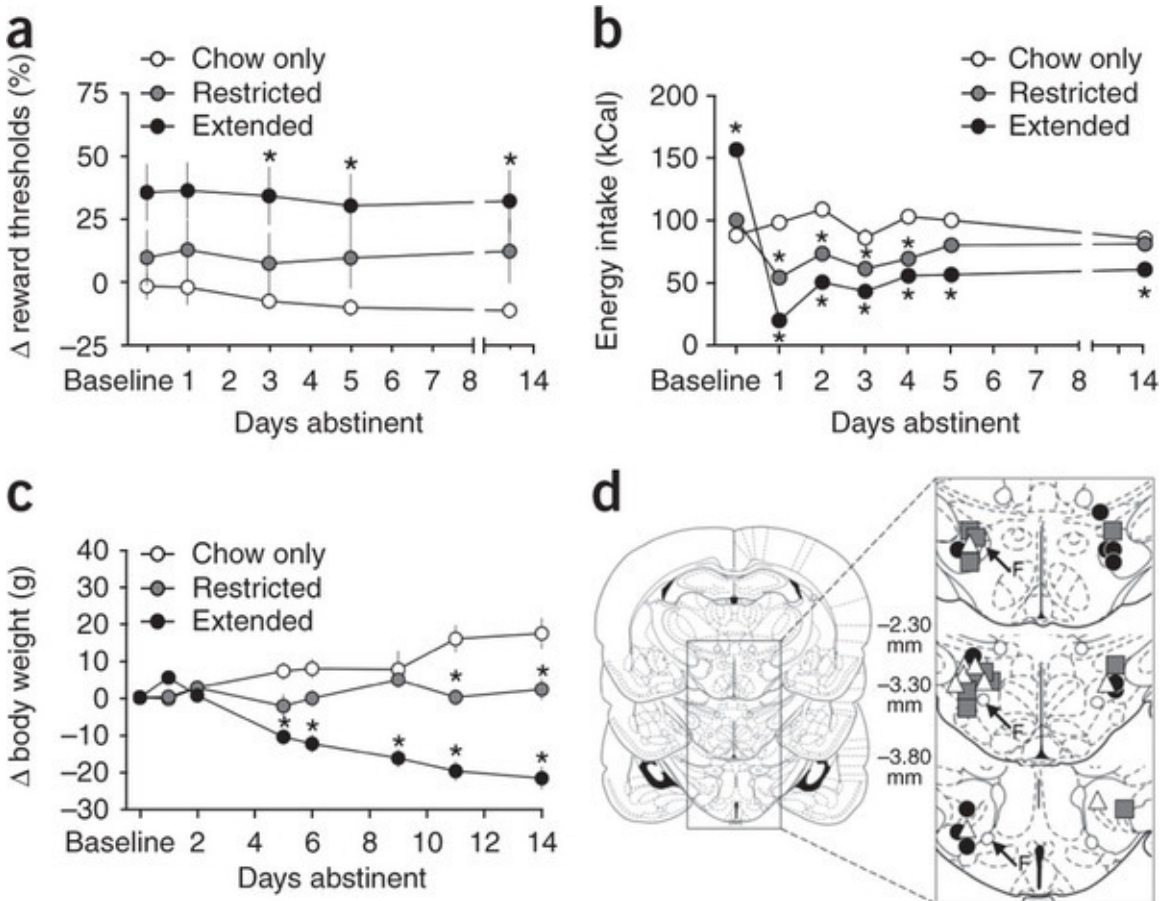 a
Chow only
Restricted
Extended
Δ reward thresholds (%)
75
50
25
0
–25
* * *
Baseline 1 2 3 4 5 6 7 8 14
Days abstinent
b
Chow only
Restricted
Extended
Energy intake (kCal)
200
150
100
50
0
*
* * * *
* * * * * *
Baseline 1 2 3 4 5 6 7 8 14
Days abstinent
c
Chow only
Restricted
Extended
Δ body weight (g)
40
30
20
10
0
–10
–20
–30
* *
* * * * *
Baseline 2 4 6 8 10 12 14
Days abstinent
d
–2.30
mm
–3.30
mm
–3.80
mm
F
F
F